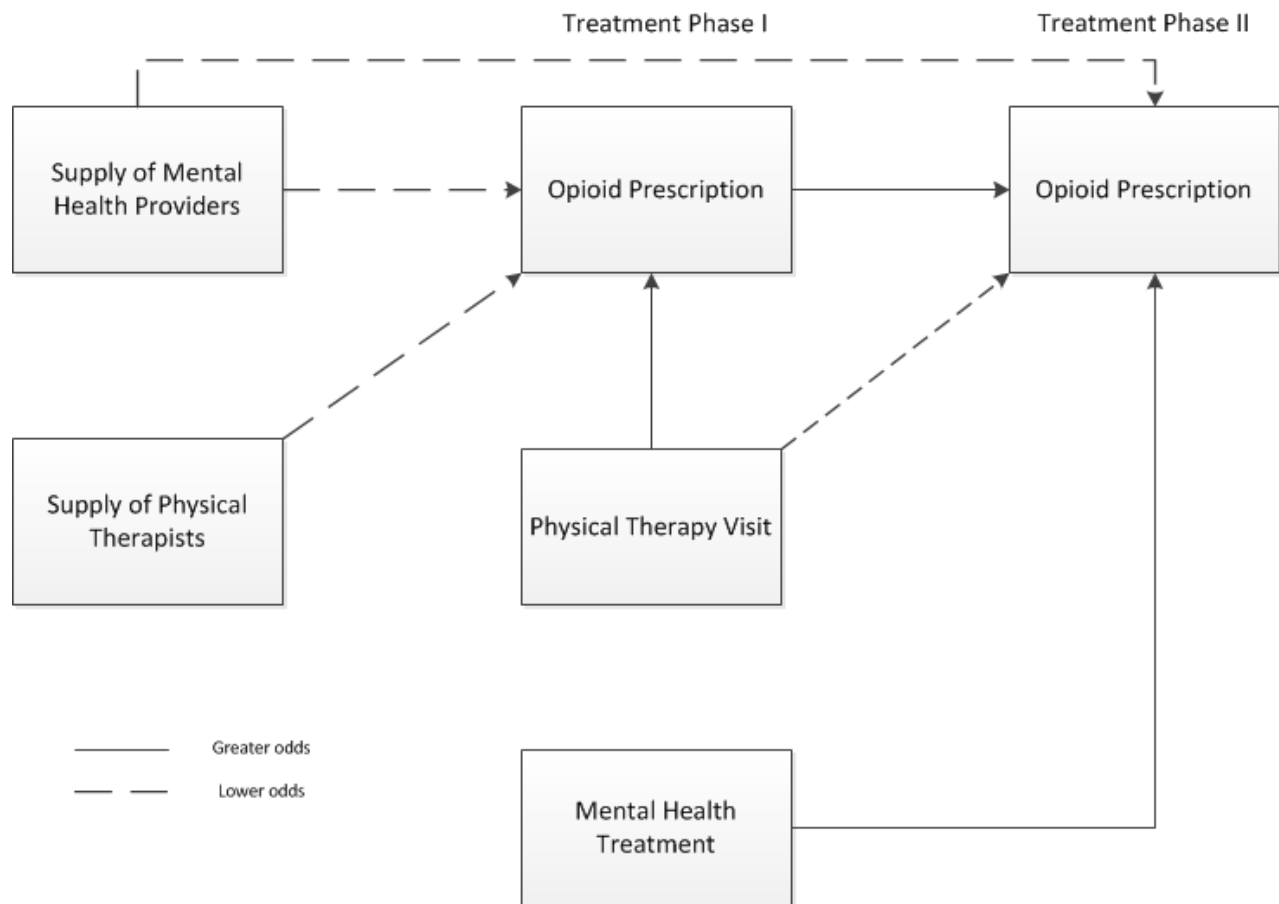 Treatment Phase I
Treatment Phase II
Supply of Mental
Health Providers
Opioid Prescription
Opioid Prescription
Supply of Physical
Therapists
Physical Therapy Visit
Greater odds
Lower odds
Mental Health
Treatment